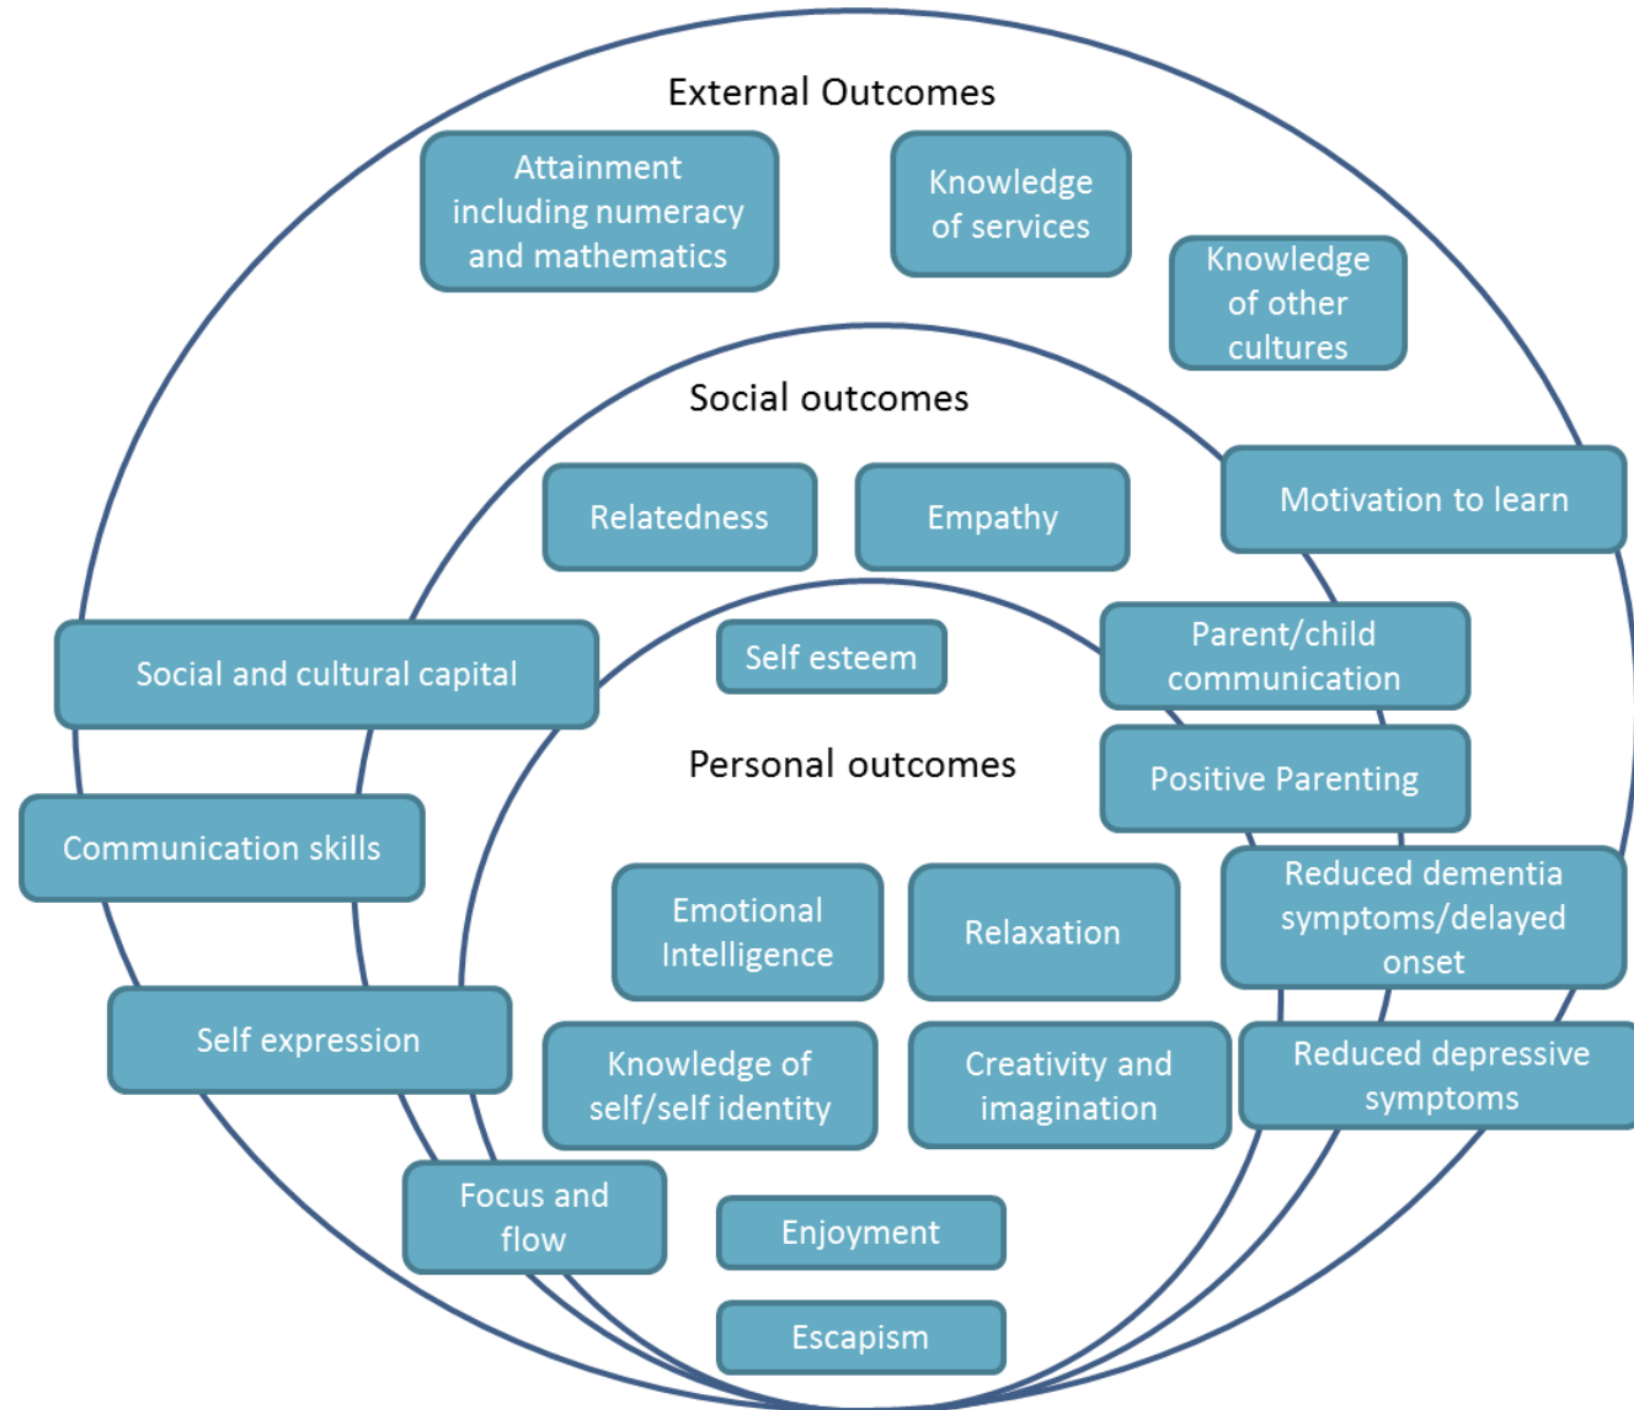 External Outcomes
Attainment
including numeracy
and mathematics
Knowledge
of services
Knowledge
of other
cultures
Social outcomes
Relatedness
Empathy
Motivation to learn
Self esteem
Parent/child
communication
Social and cultural capital
Personal outcomes
Positive Parenting
Communication skills
Emotional
Intelligence
Relaxation
Reduced dementia
symptoms/delayed
onset
Self expression
Knowledge of
self/self identity
Creativity and
imagination
Reduced depressive
symptoms
Focus and
flow
Enjoyment
Escapism